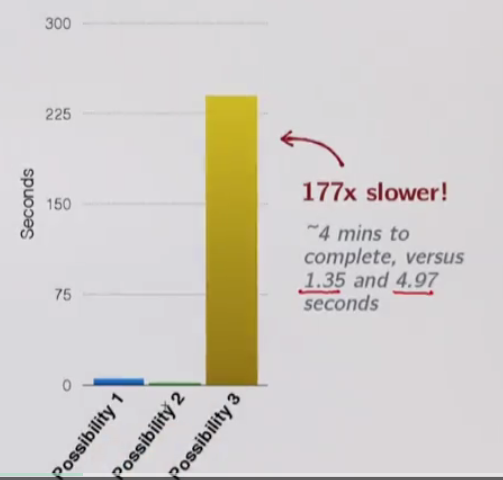 300
225
150
75
0
Seconds
Possibility 1
Possibility 2
Possibility 3
177x slower!
~4 mins to
complete, versus
1.35 and 4.97
seconds